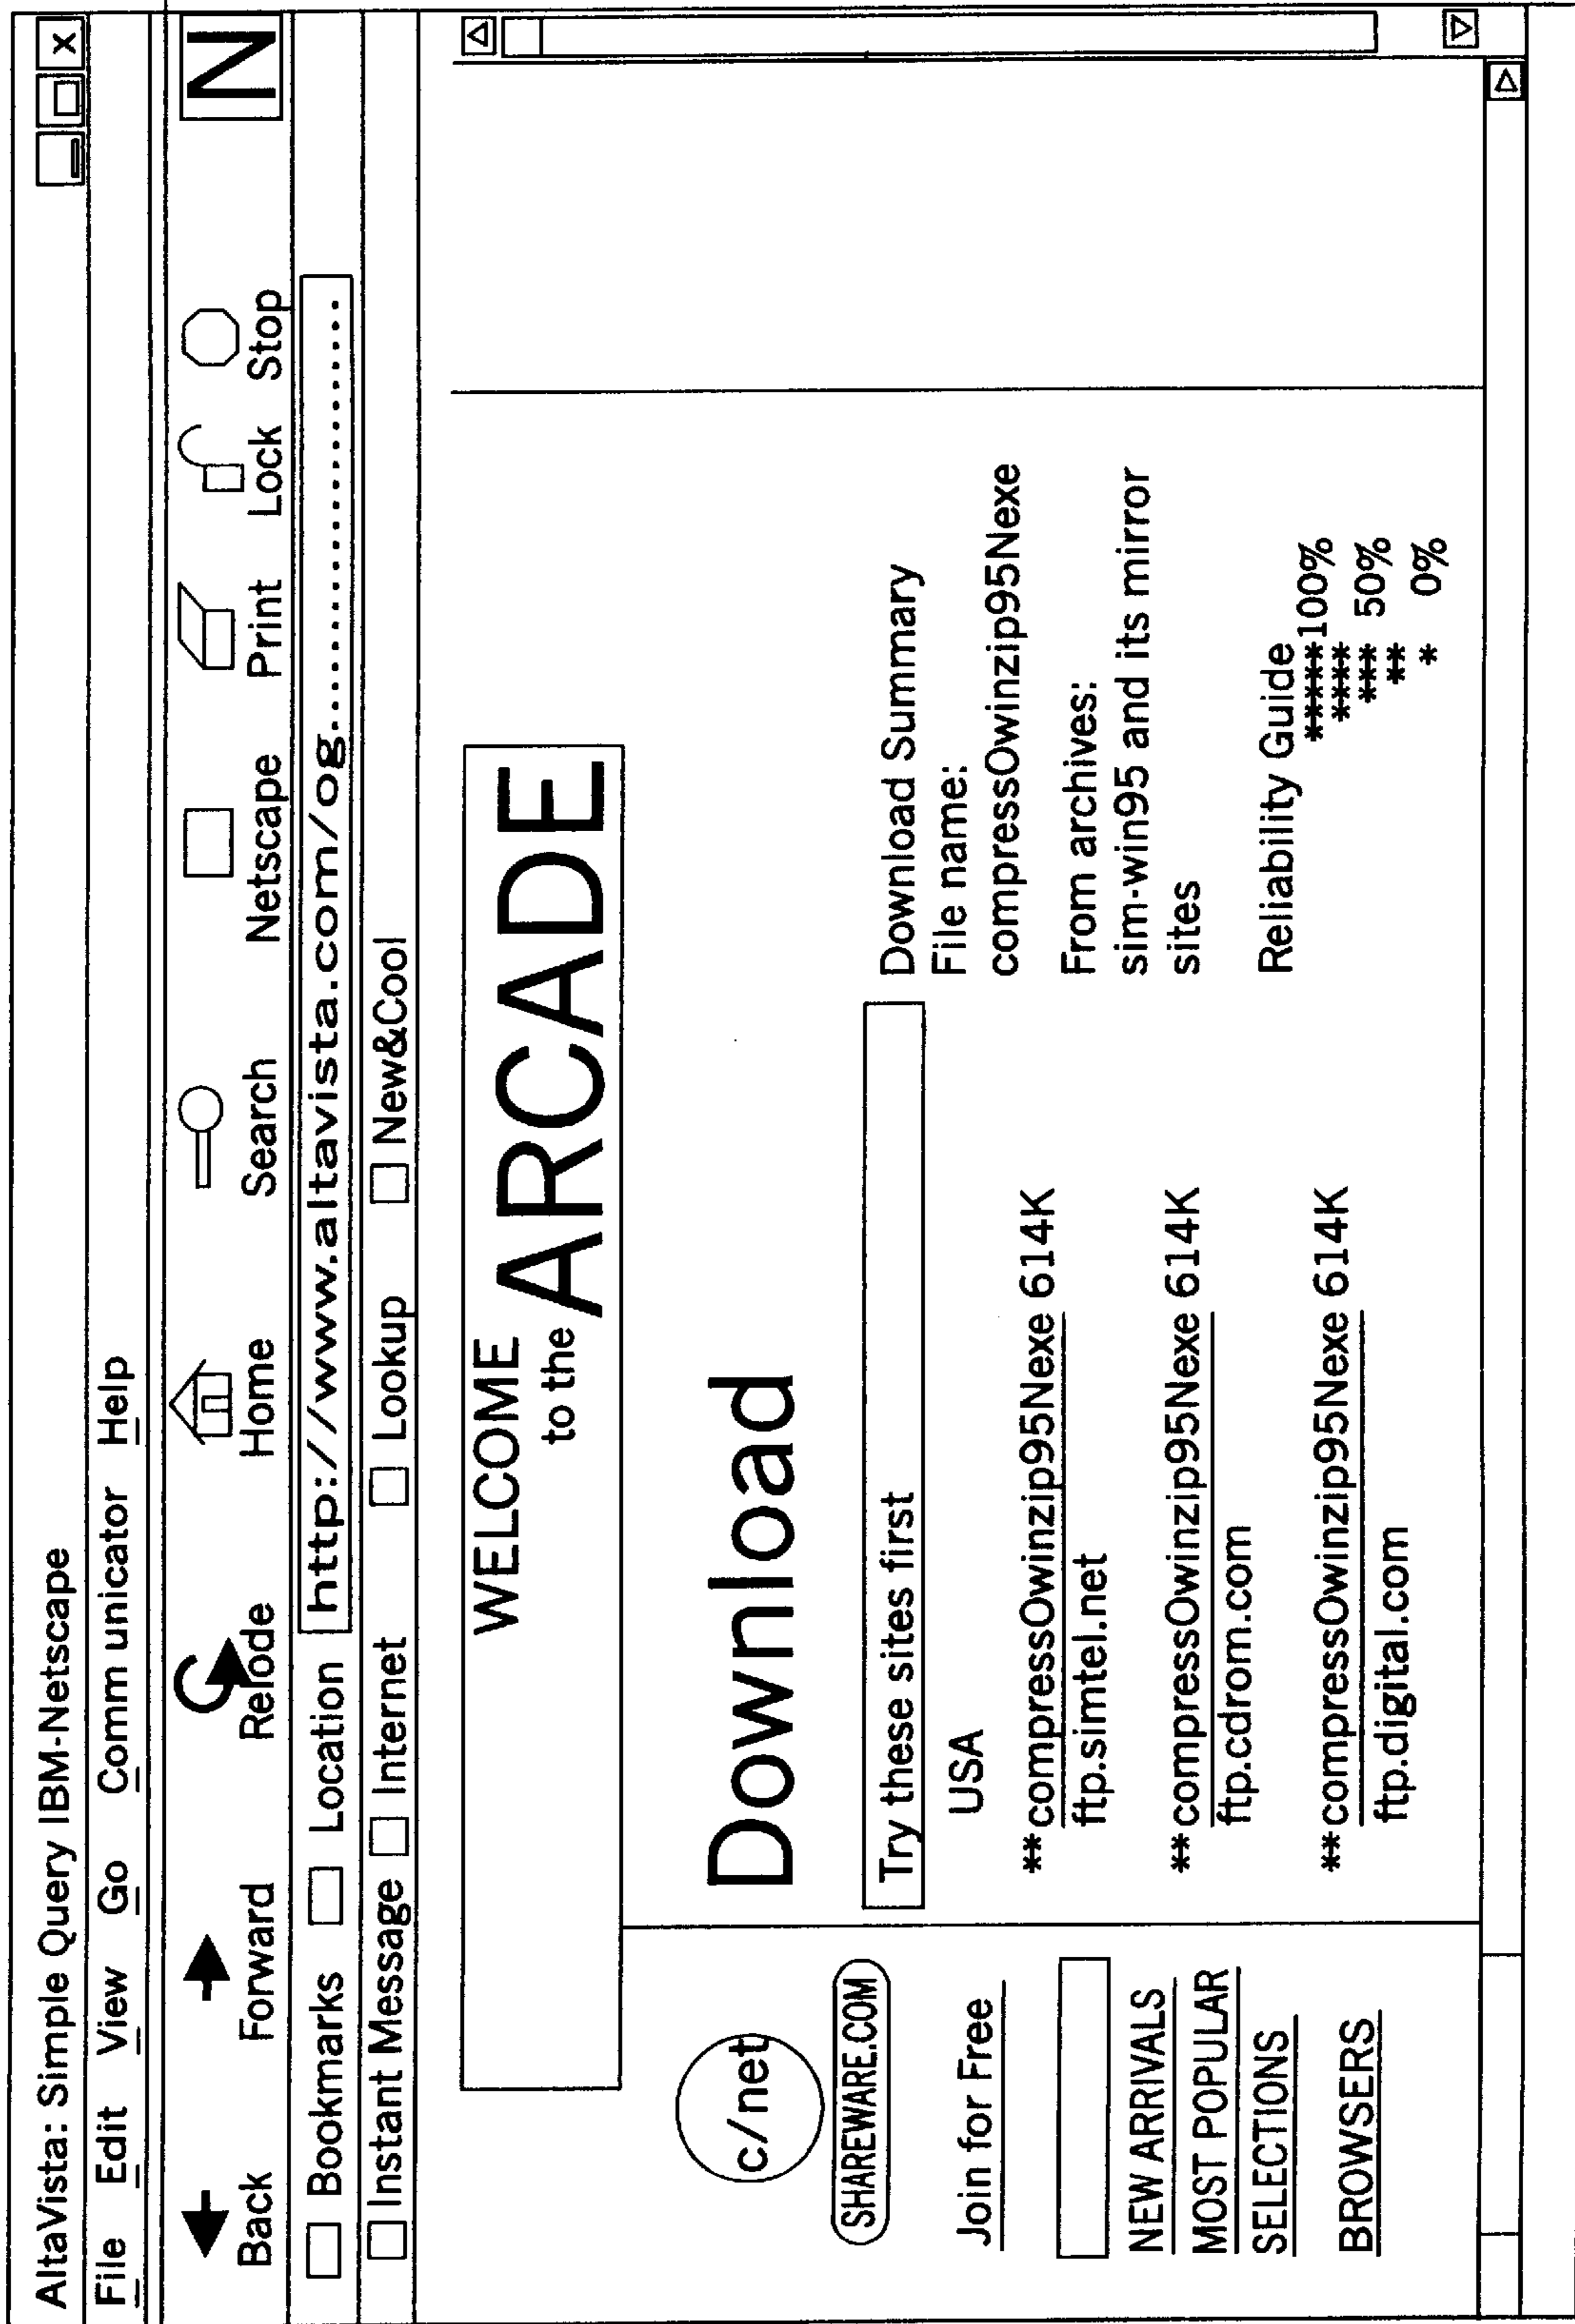 AltaVista: Simple Query IBM-Netscape
File Edit View Go Comm unicator Help
Back Forward Relode Home Search Netscape Print Lock Stop
N
Bookmarks Location http://www.altavista.com/og..............................
Instant Message Internet Lookup New&Cool
WELCOME
to the
ARCADE
c/net
SHAREWARE.COM
Join for Free
NEW ARRIVALS
MOST POPULAR
SELECTIONS
BROWSERS
Download
Try these sites first
USA
**compressOwinzip95Nexe 614K
ftp.simtel.net
**compressOwinzip95Nexe 614K
ftp.cdrom.com
**compressOwinzip95Nexe 614K
ftp.digital.com
Download Summary
File name:
compressOwinzip95Nexe
From archives:
sim-win95 and its mirror
sites
Reliability Guide
*****100%
****
*** 50%
**
* 0%